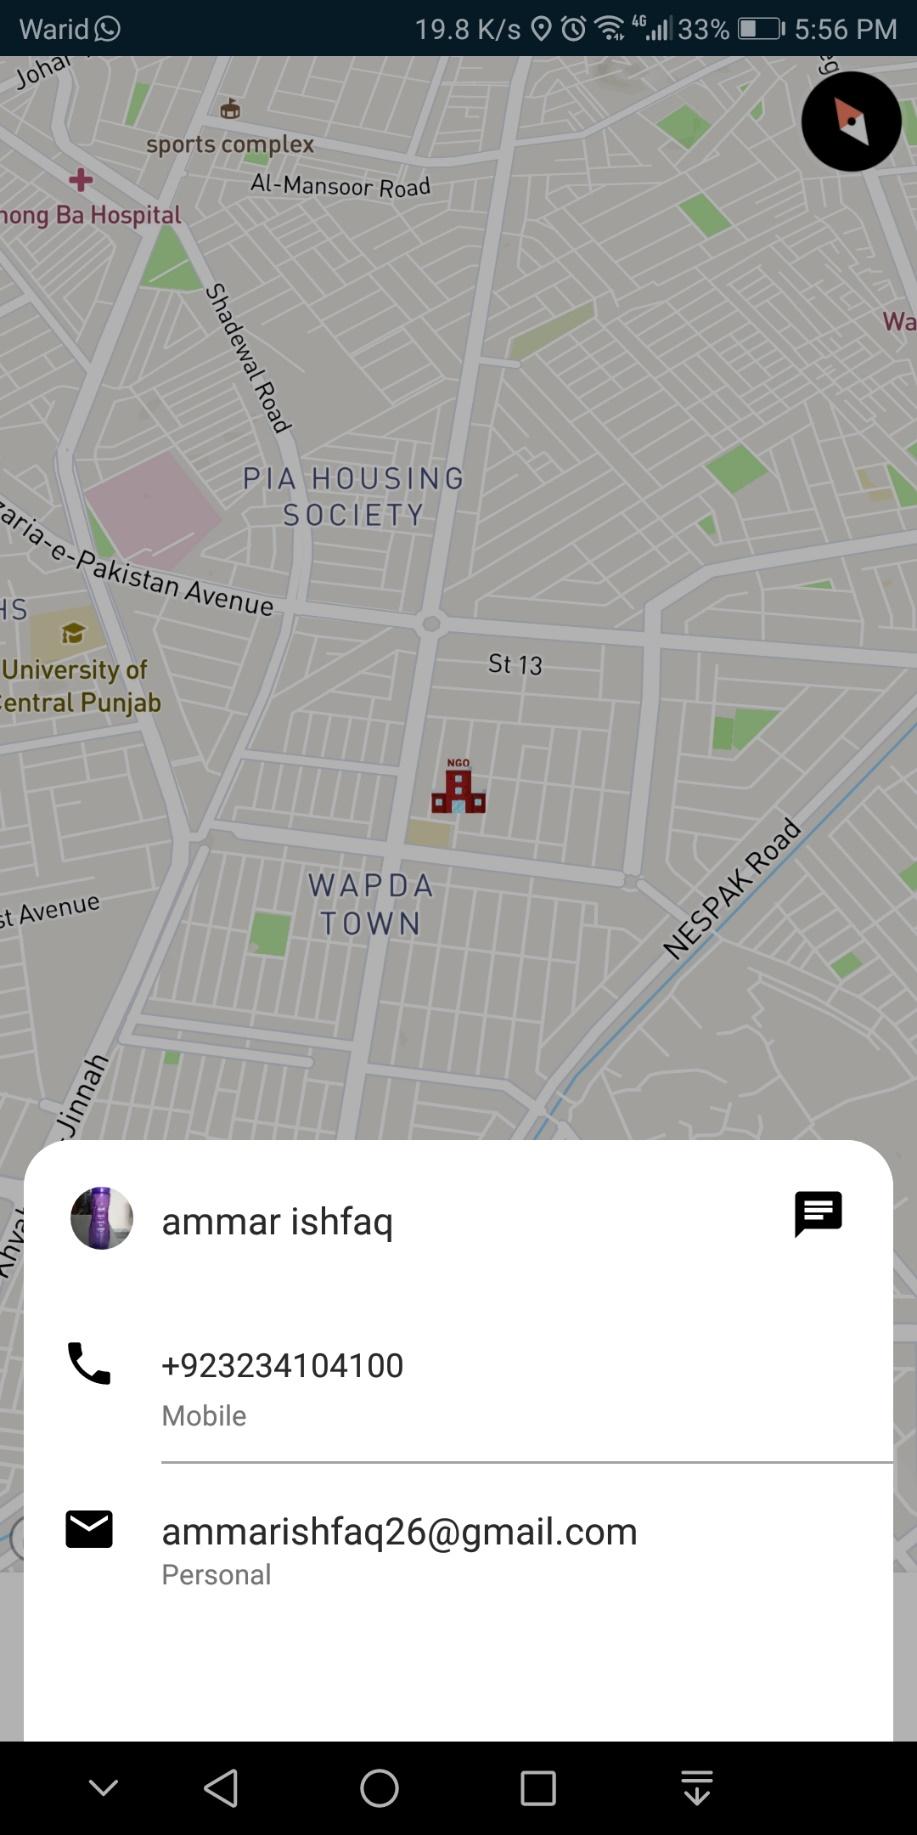 Warid 19.8 K/s 4G 33% 5:56 PM
Johar
sports complex
Al-Mansoor Road
hong Ba Hospital
Shadewal Road
Wa
PIA HOUSING
SOCIETY
zaria-e-Pakistan Avenue
HS
University of
Central Punjab
St 13
NGO
WAPDA
TOWN
NESPAK Road
st Avenue
-Jinnah
Khya
ammar ishfaq
+923234104100
Mobile
ammarishfaq26@gmail.com
Personal